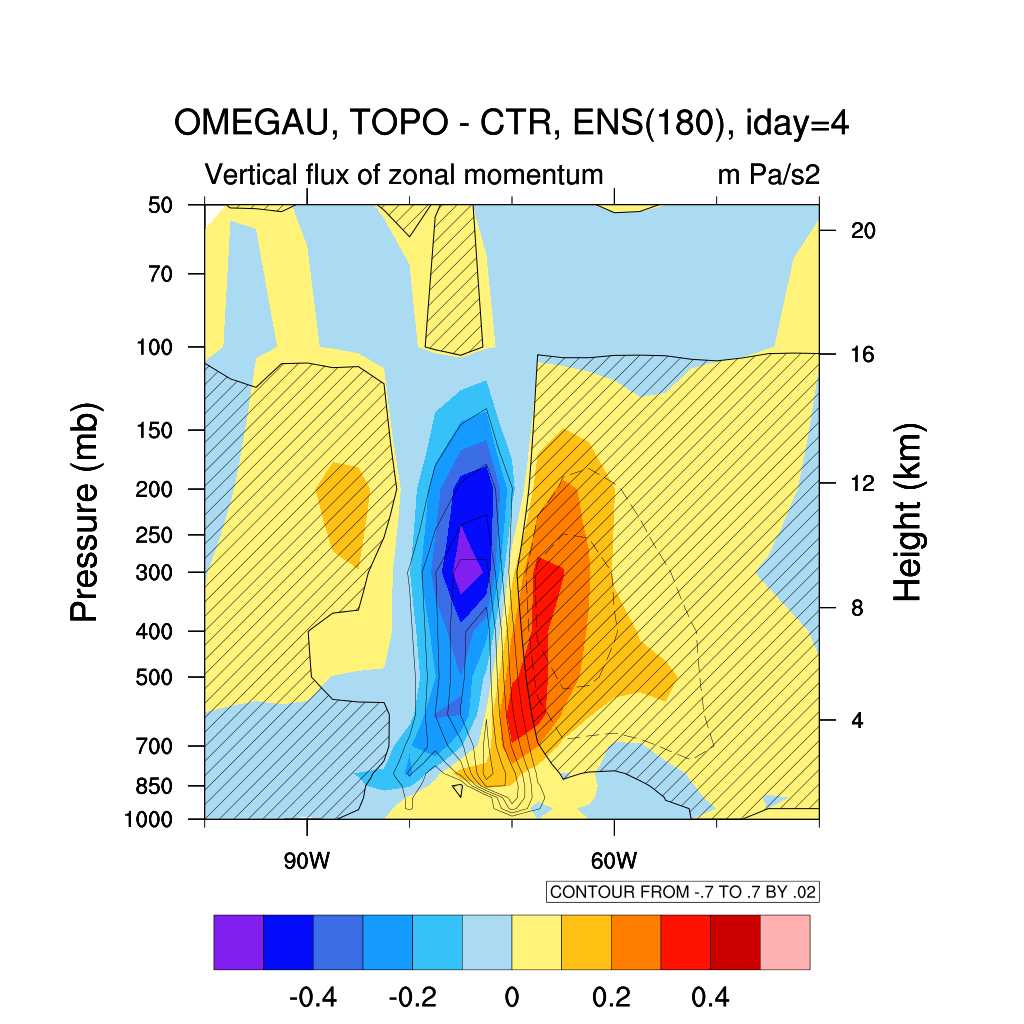 OMEGAU, TOPO - CTR, ENS(180), iday=4
Vertical flux of zonal momentum m Pa/s2
50
70
100
150
200
250
300
400
500
700
850
1000
Pressure (mb)
20
16
12
8
4
Height (km)
90W 60W
CONTOUR FROM -.7 TO .7 BY .02
-0.4 -0.2 0 0.2 0.4